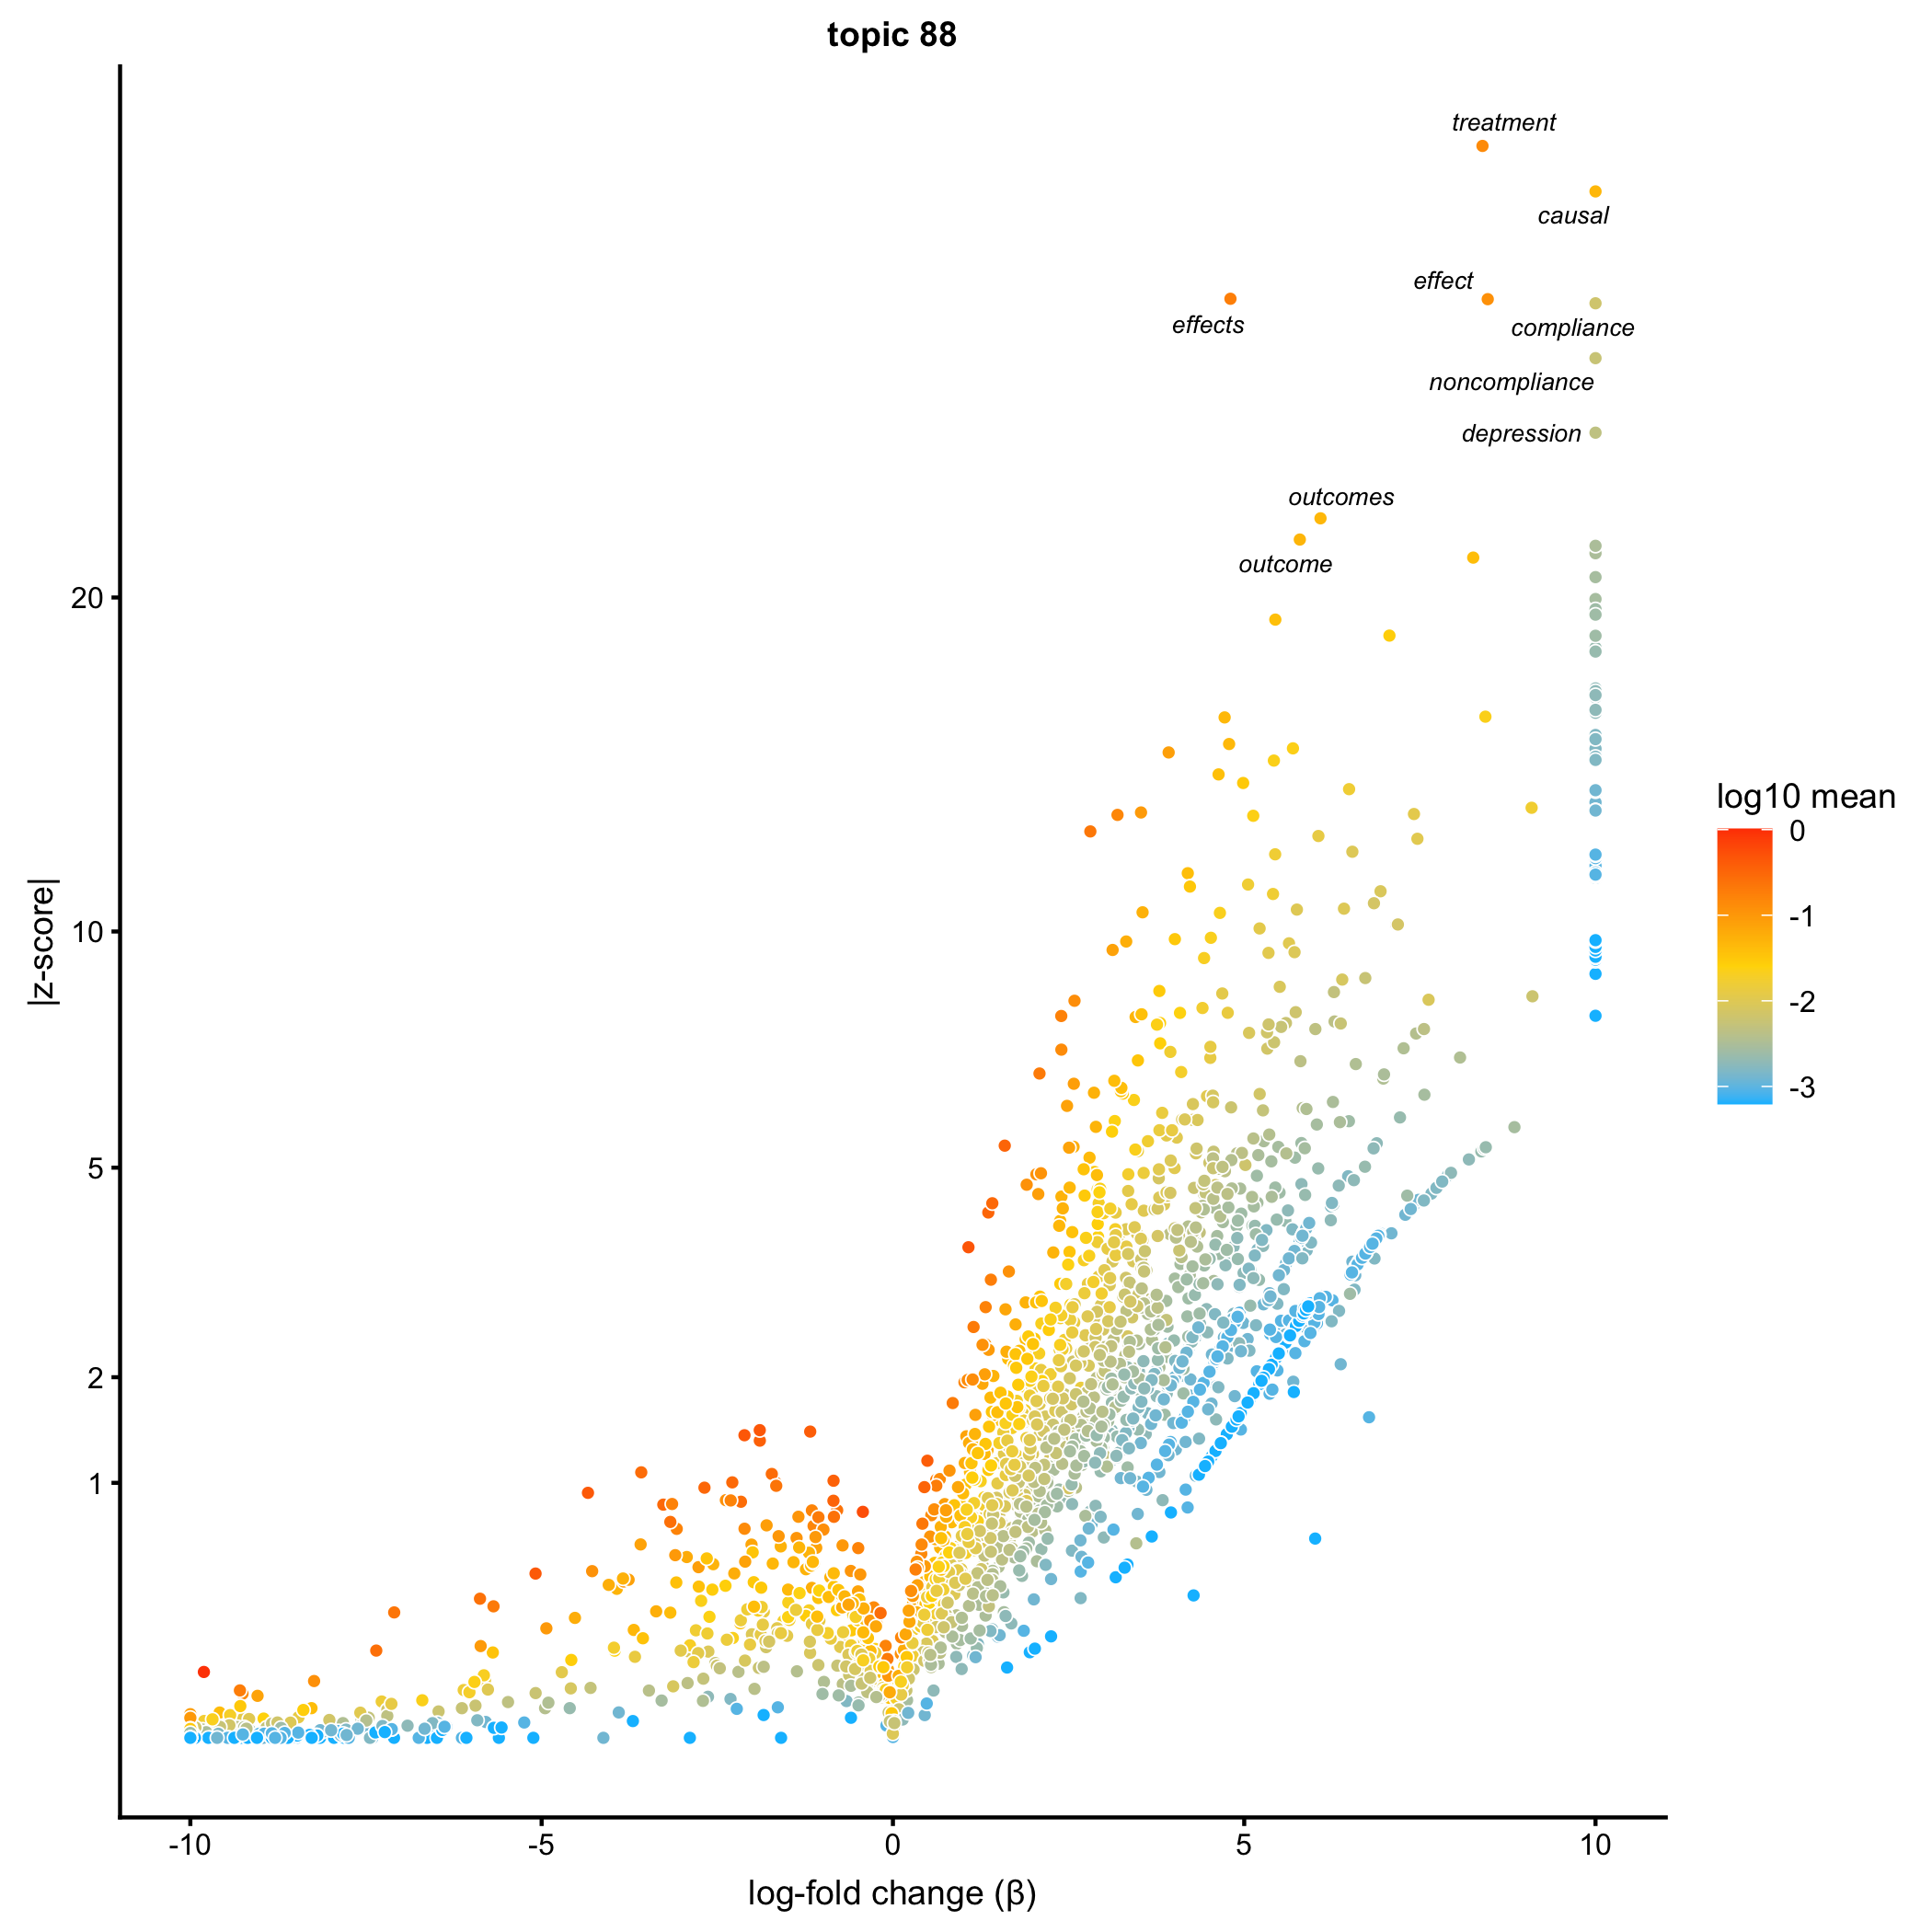 topic 88
treatment
causal
effect
effects
compliance
noncompliance
depression
outcomes
outcome
20
10
5
2
1
|z-score|
-10
-5
0
5
10
log-fold change (β)
log10 mean
0
-1
-2
-3